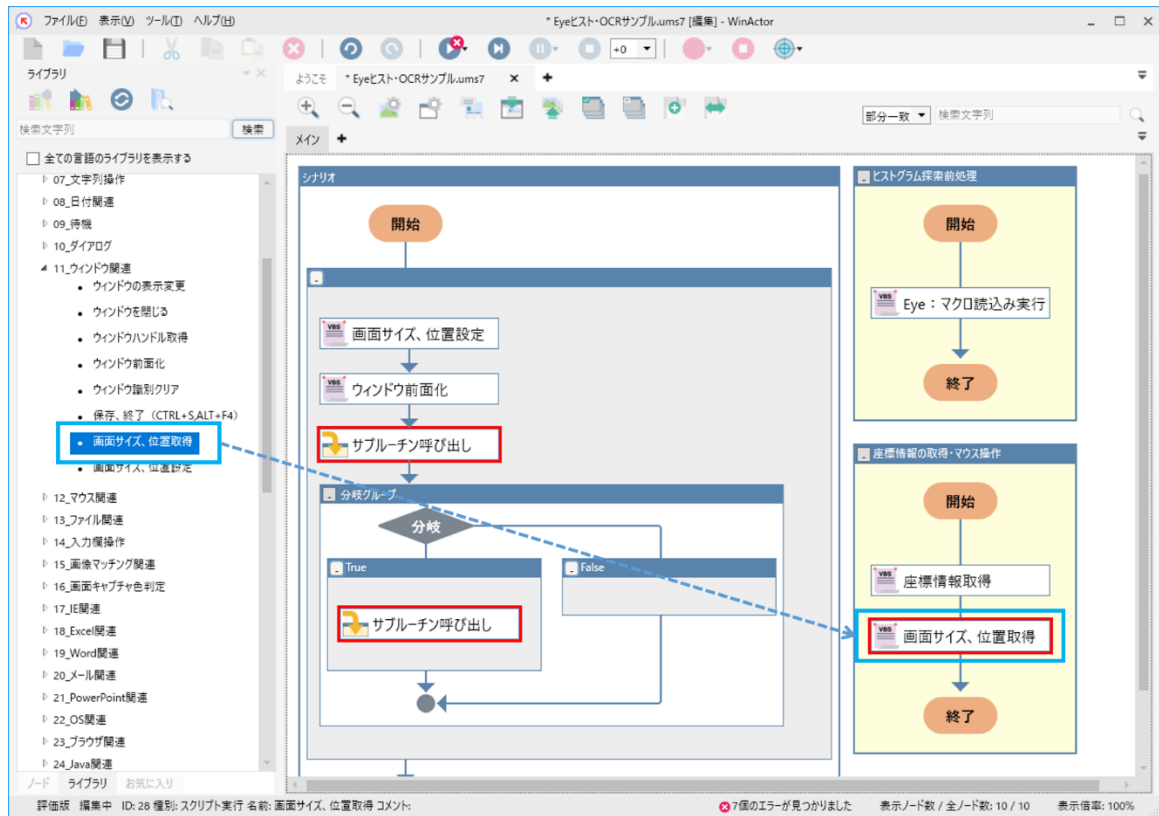 ファイル(F) 表示(V) ツール(T) ヘルプ(H)
* Eyeヒスト・OCRサンプル.ums7 [編集] - WinActor
+0
ライブラリ
検索文字列
検索
全ての言語のライブラリを表示する
07_文字列操作
08_日付関連
09_待機
10_ダイアログ
11_ウィンドウ関連
ウィンドウの表示変更
ウィンドウを閉じる
ウィンドウハンドル取得
ウィンドウ前面化
ウィンドウ識別クリア
保存、終了（CTRL+S,ALT+F4）
画面サイズ、位置取得
画面サイズ、位置設定
12_マウス関連
13_ファイル関連
14_入力欄操作
15_画像マッチング関連
16_画面キャプチャ色判定
17_IE関連
18_Excel関連
19_Word関連
20_メール関連
21_PowerPoint関連
22_OS関連
23_ブラウザ関連
24_Java関連
ノード ライブラリ お気に入り
ようこそ * Eyeヒスト・OCRサンプル.ums7
部分一致 検索文字列
メイン
シナリオ
開始
VBS
画面サイズ、位置設定
VBS
ウィンドウ前面化
サブルーチン呼び出し
分岐グループ
分岐
True
サブルーチン呼び出し
False
ヒストグラム探索前処理
開始
VBS
Eye：マクロ読込み実行
終了
座標情報の取得・マウス操作
開始
VBS
座標情報取得
VBS
画面サイズ、位置取得
終了
評価版 編集中 ID: 28 種別: スクリプト実行 名前: 画面サイズ、位置取得 コメント:
7個のエラーが見つかりました
表示ノード数 / 全ノード数: 10 / 10
表示倍率: 100%